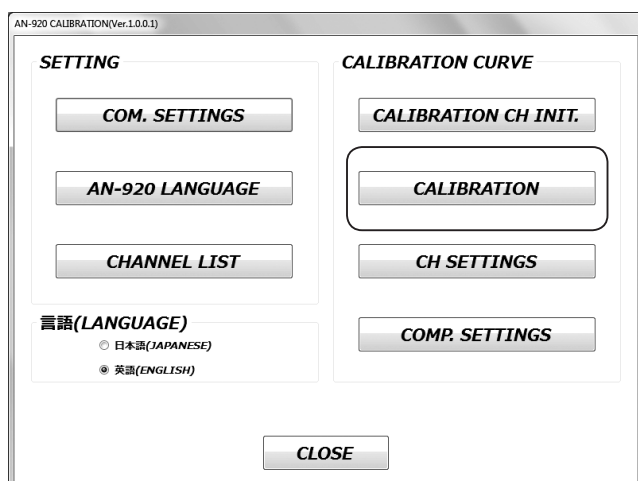 AN-920 CALIBRATION(Ver.1.0.0.1)
SETTING
COM. SETTINGS
AN-920 LANGUAGE
CHANNEL LIST
言語(LANGUAGE)
日本語(JAPANESE)
英語(ENGLISH)
CALIBRATION CURVE
CALIBRATION CH INIT.
CALIBRATION
CH SETTINGS
COMP. SETTINGS
CLOSE